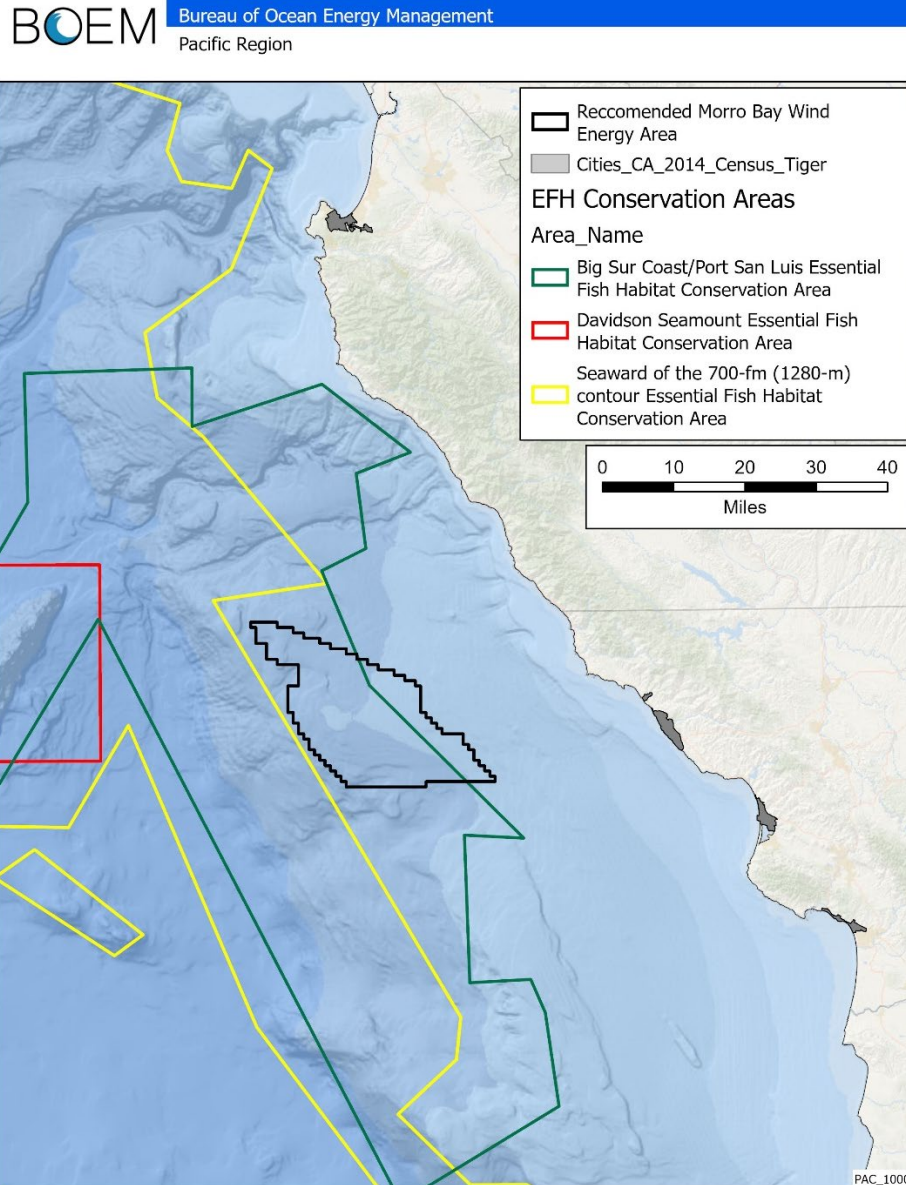 BOEM
Bureau of Ocean Energy Management
Pacific Region
Reccomended Morro Bay Wind
Energy Area
Cities_CA_2014_Census_Tiger
EFH Conservation Areas
Area_Name
Big Sur Coast/Port San Luis Essential
Fish Habitat Conservation Area
Davidson Seamount Essential Fish
Habitat Conservation Area
Seaward of the 700-fm (1280-m)
contour Essential Fish Habitat
Conservation Area
0 10 20 30 40
Miles
PAC_1000